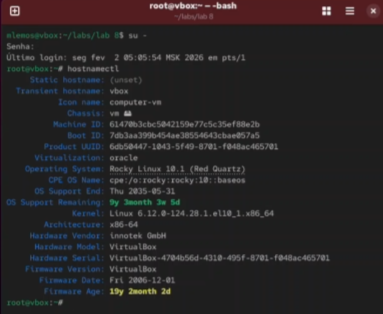 root@vbox:~ – -bash
nlemos@vbox:~/labs/lab 8$ su -
Senha:
Último login: seg fev 2 05:05:54 MSK 2026 em pts/1
root@vbox:~# hostnamectl
Static hostname: (unset)
Transient hostname: vbox
Icon name: computer-vm
Chassis: vm
Machine ID: 61470b3cbc5042159e77c5c35ef88e2b
Boot ID: 7db3aa399b454ae38554643cbae057a5
Product UUID: 6db50447-1043-5f49-8701-f048ac465701
Virtualization: oracle
Operating System: Rocky Linux 10.1 (Red Quartz)
CPE OS Name: cpe:/o:rocky:rocky:10::baseos
OS Support End: Thu 2035-05-31
OS Support Remaining: 9y 3month 3w 5d
Kernel: Linux 6.12.0-124.28.1.el10_1.x86_64
Architecture: x86-64
Hardware Vendor: innotek GmbH
Hardware Model: VirtualBox
Hardware Serial: VirtualBox-4704b56d-4310-495f-8701-f048ac465701
Firmware Version: VirtualBox
Firmware Date: Fri 2006-12-01
Firmware Age: 19y 2month 2d
root@vbox:~#